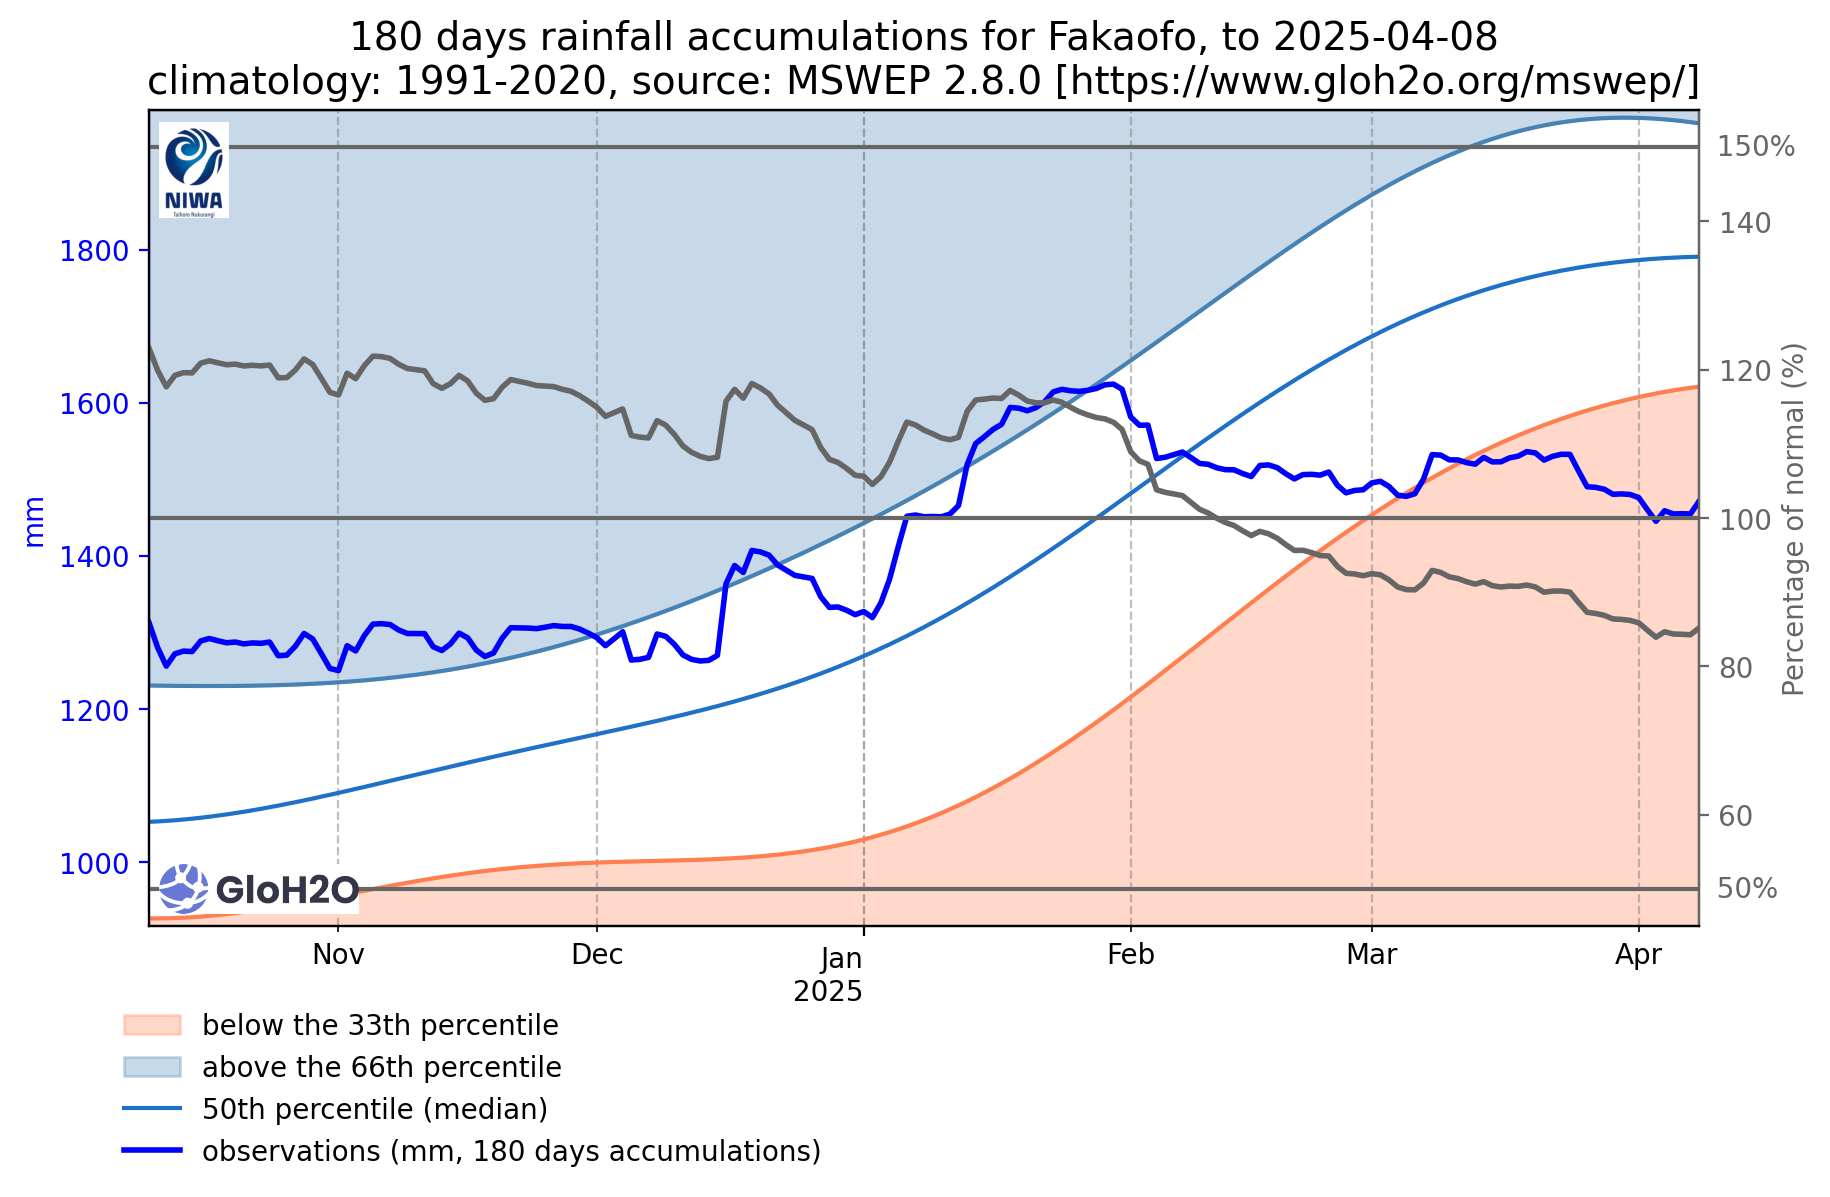 180 days rainfall accumulations for Fakaofo, to 2025-04-08
climatology: 1991-2020, source: MSWEP 2.8.0 [https://www.gloh2o.org/mswep/]
NIWA
Taihoro Nukurangi
150%
140
120
100
80
60
50%
Percentage of normal (%)
1800
1600
1400
1200
1000
mm
GloH2O
Nov
Dec
Jan
2025
Feb
Mar
Apr
below the 33th percentile
above the 66th percentile
50th percentile (median)
observations (mm, 180 days accumulations)